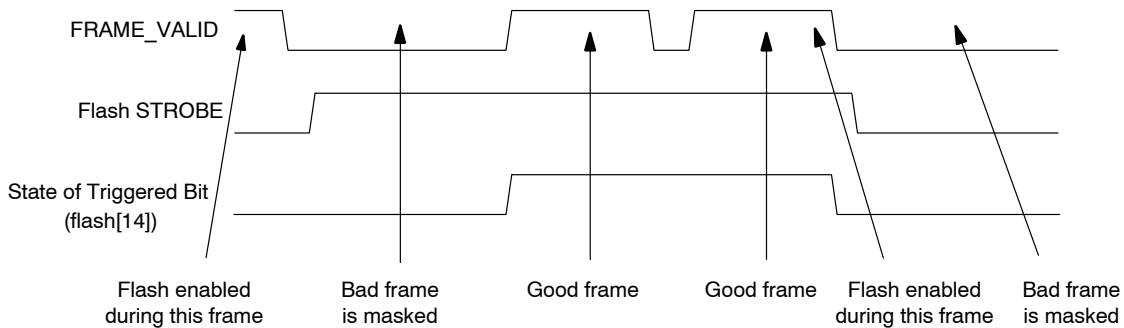 FRAME_VALID
Flash STROBE
State of Triggered Bit
(flash[14])
Flash enabled
during this frame
Bad frame
is masked
Good frame
Good frame
Flash enabled
during this frame
Bad frame
is masked